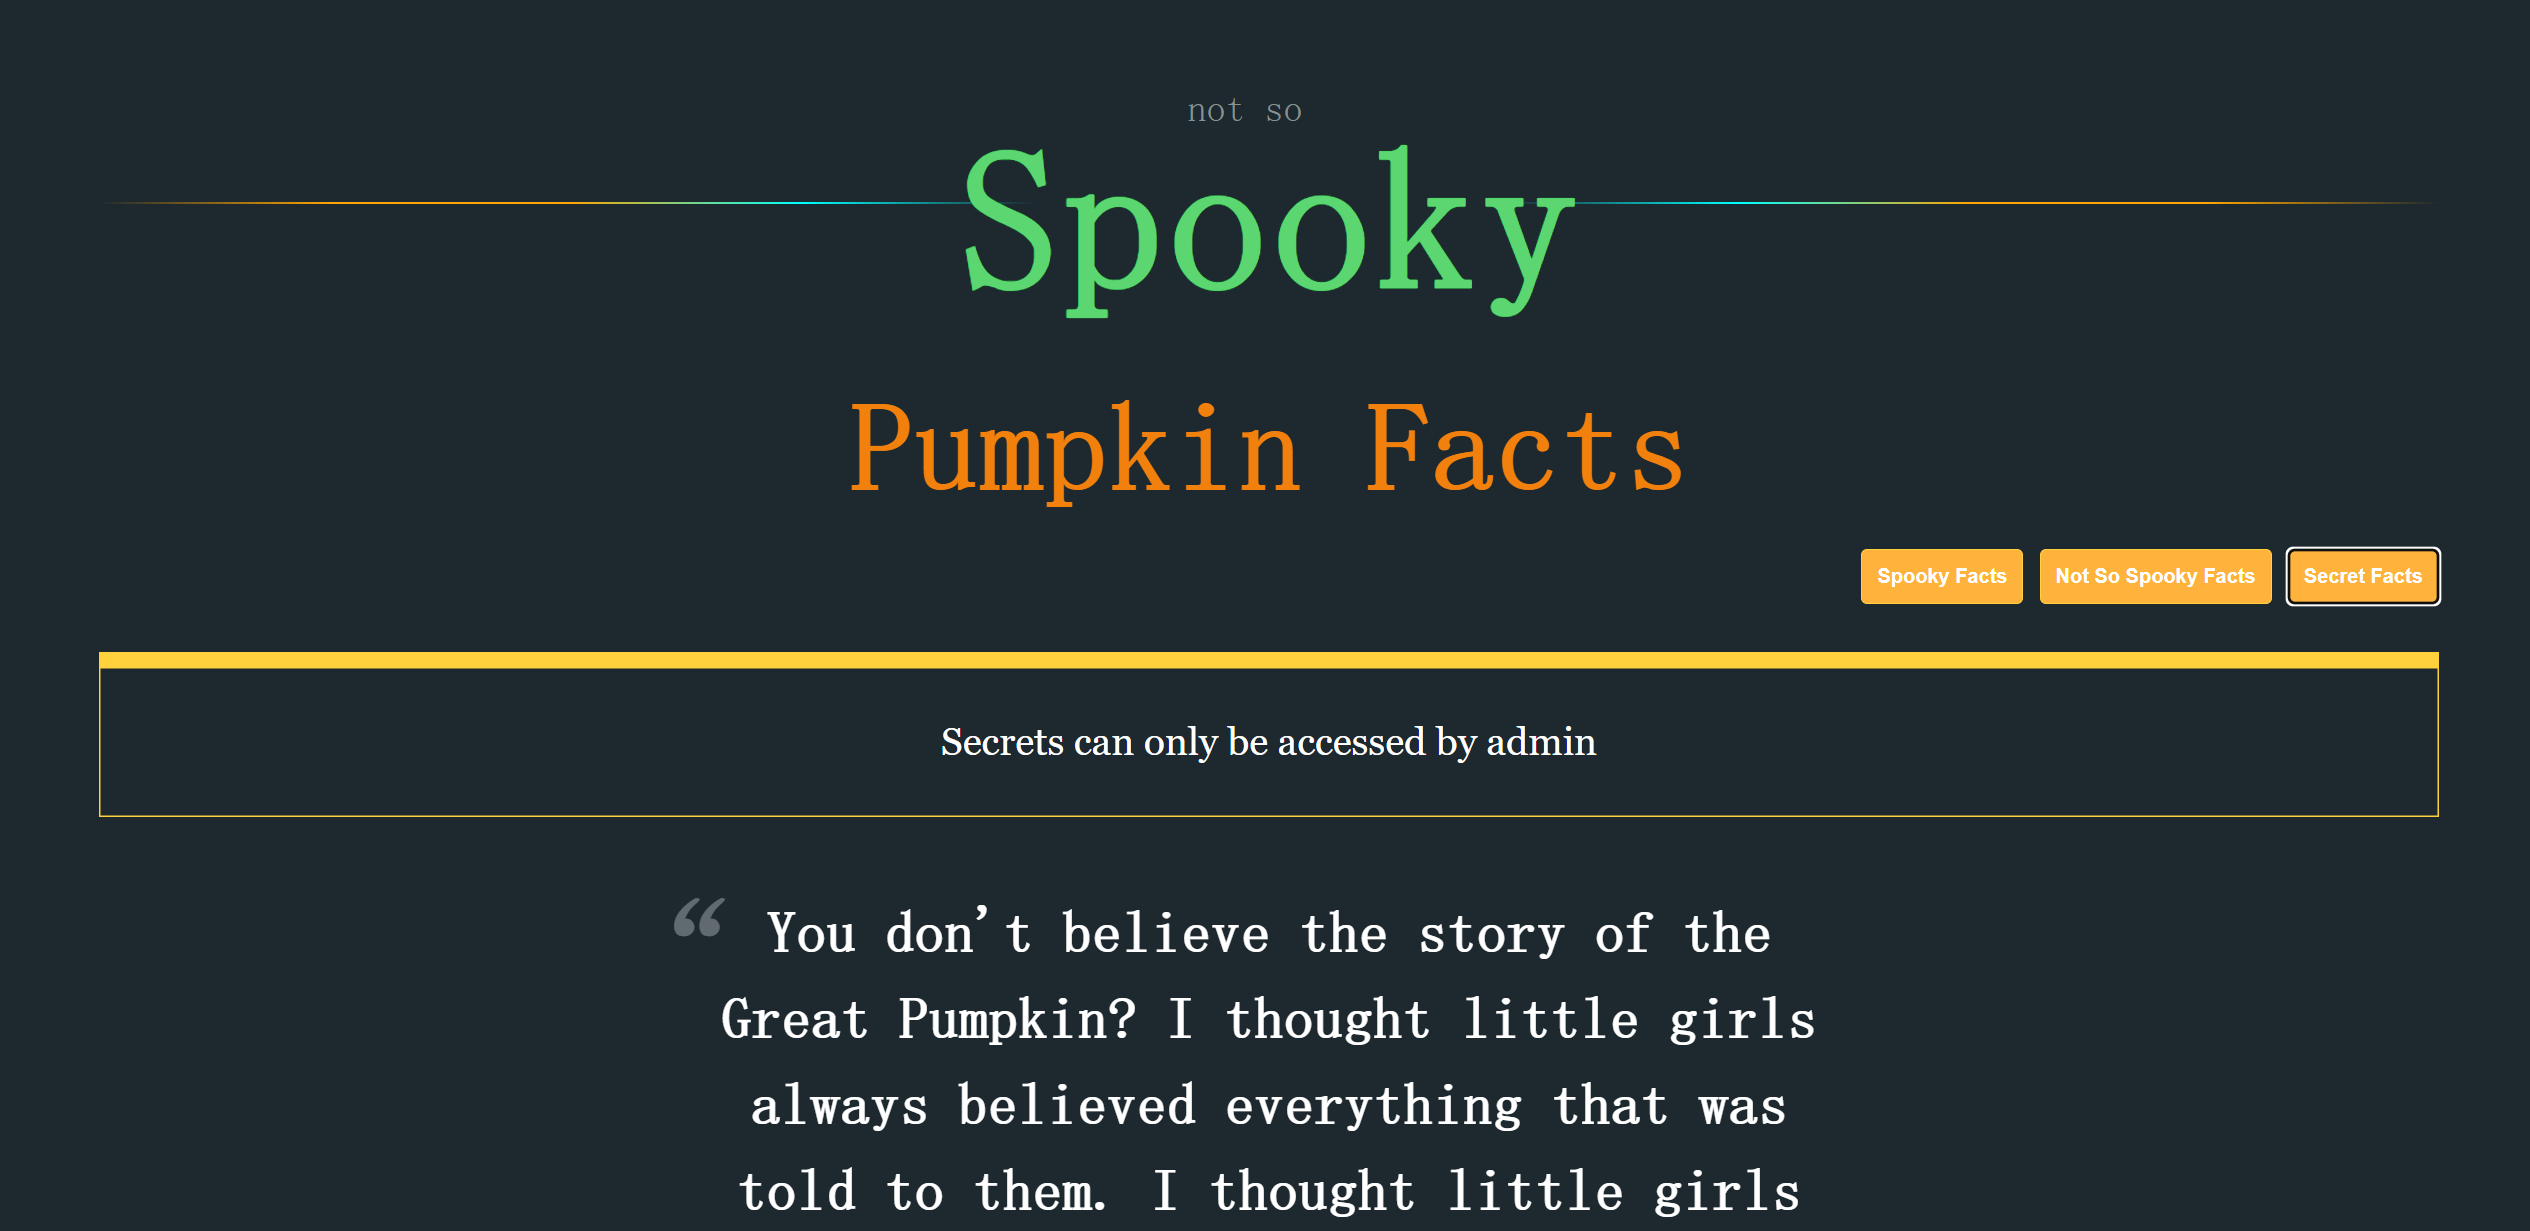 not so
Spooky
Pumpkin Facts
Spooky Facts
Not So Spooky Facts
Secret Facts
Secrets can only be accessed by admin
“ You don't believe the story of the
Great Pumpkin? I thought little girls
always believed everything that was
told to them. I thought little girls